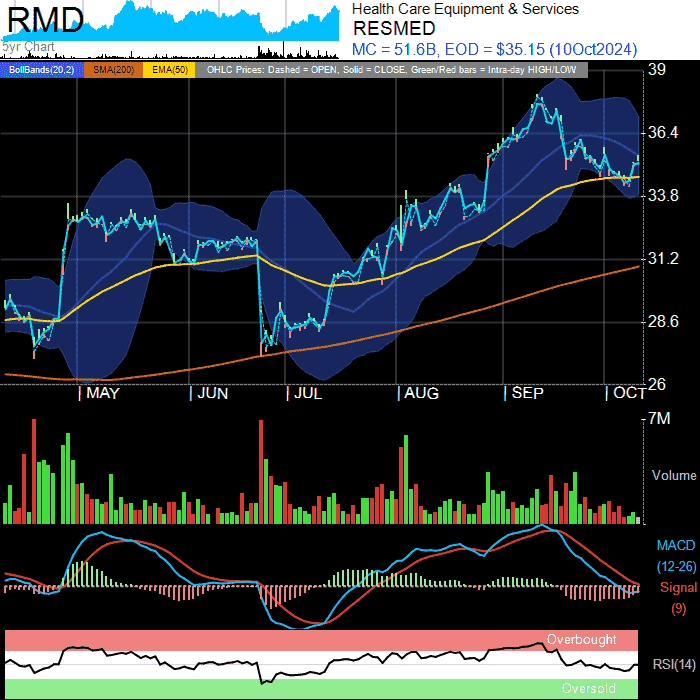 RMD
5yr Chart
Health Care Equipment & Services
RESMED
MC = 51.6B, EOD = $35.15 (10Oct2024)
BollBands(20,2) SMA(200) EMA(50) OHLC Prices: Dashed = OPEN, Solid = CLOSE, Green/Red bars = Intra-day HIGH/LOW
39
36.4
33.8
31.2
28.6
26
MAY JUN JUL AUG SEP OCT
7M
Volume
MACD
(12-26)
Signal
(9)
Overbought
RSI(14)
Oversold